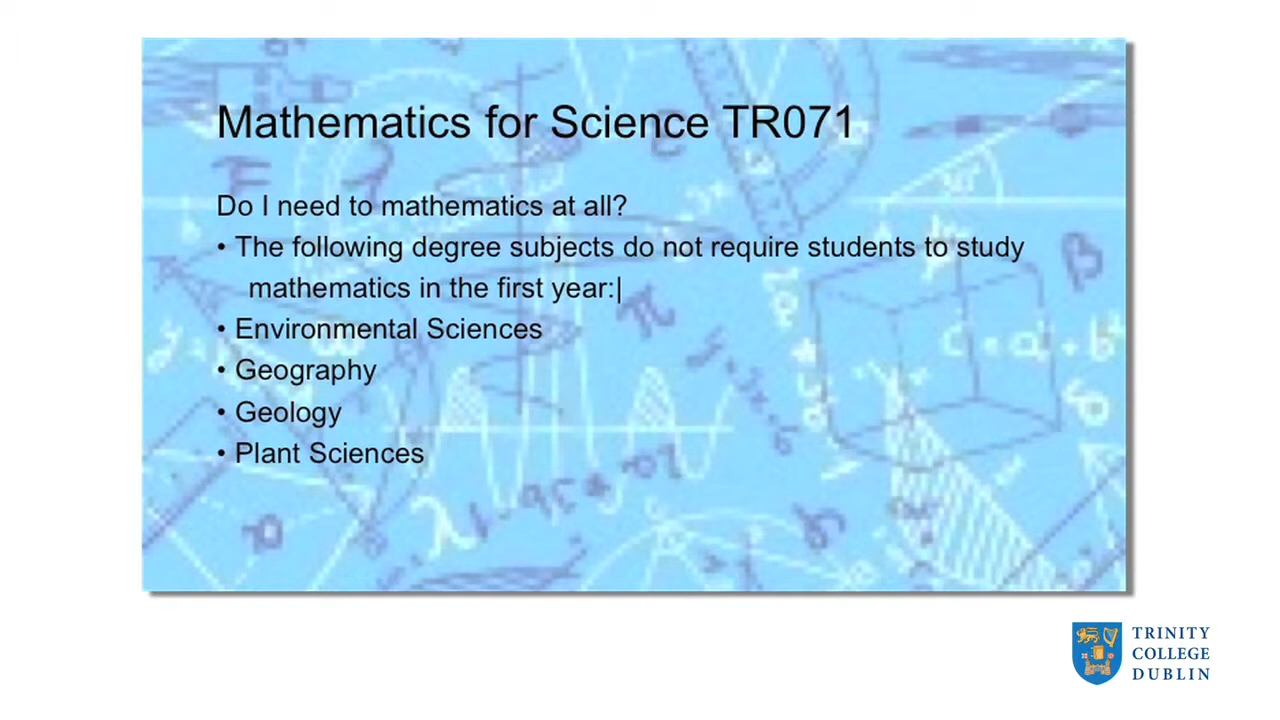 Mathematics for Science TR071
Do I need to mathematics at all?
• The following degree subjects do not require students to study
mathematics in the first year:|
• Environmental Sciences
• Geography
• Geology
• Plant Sciences
TRINITY
COLLEGE
DUBLIN